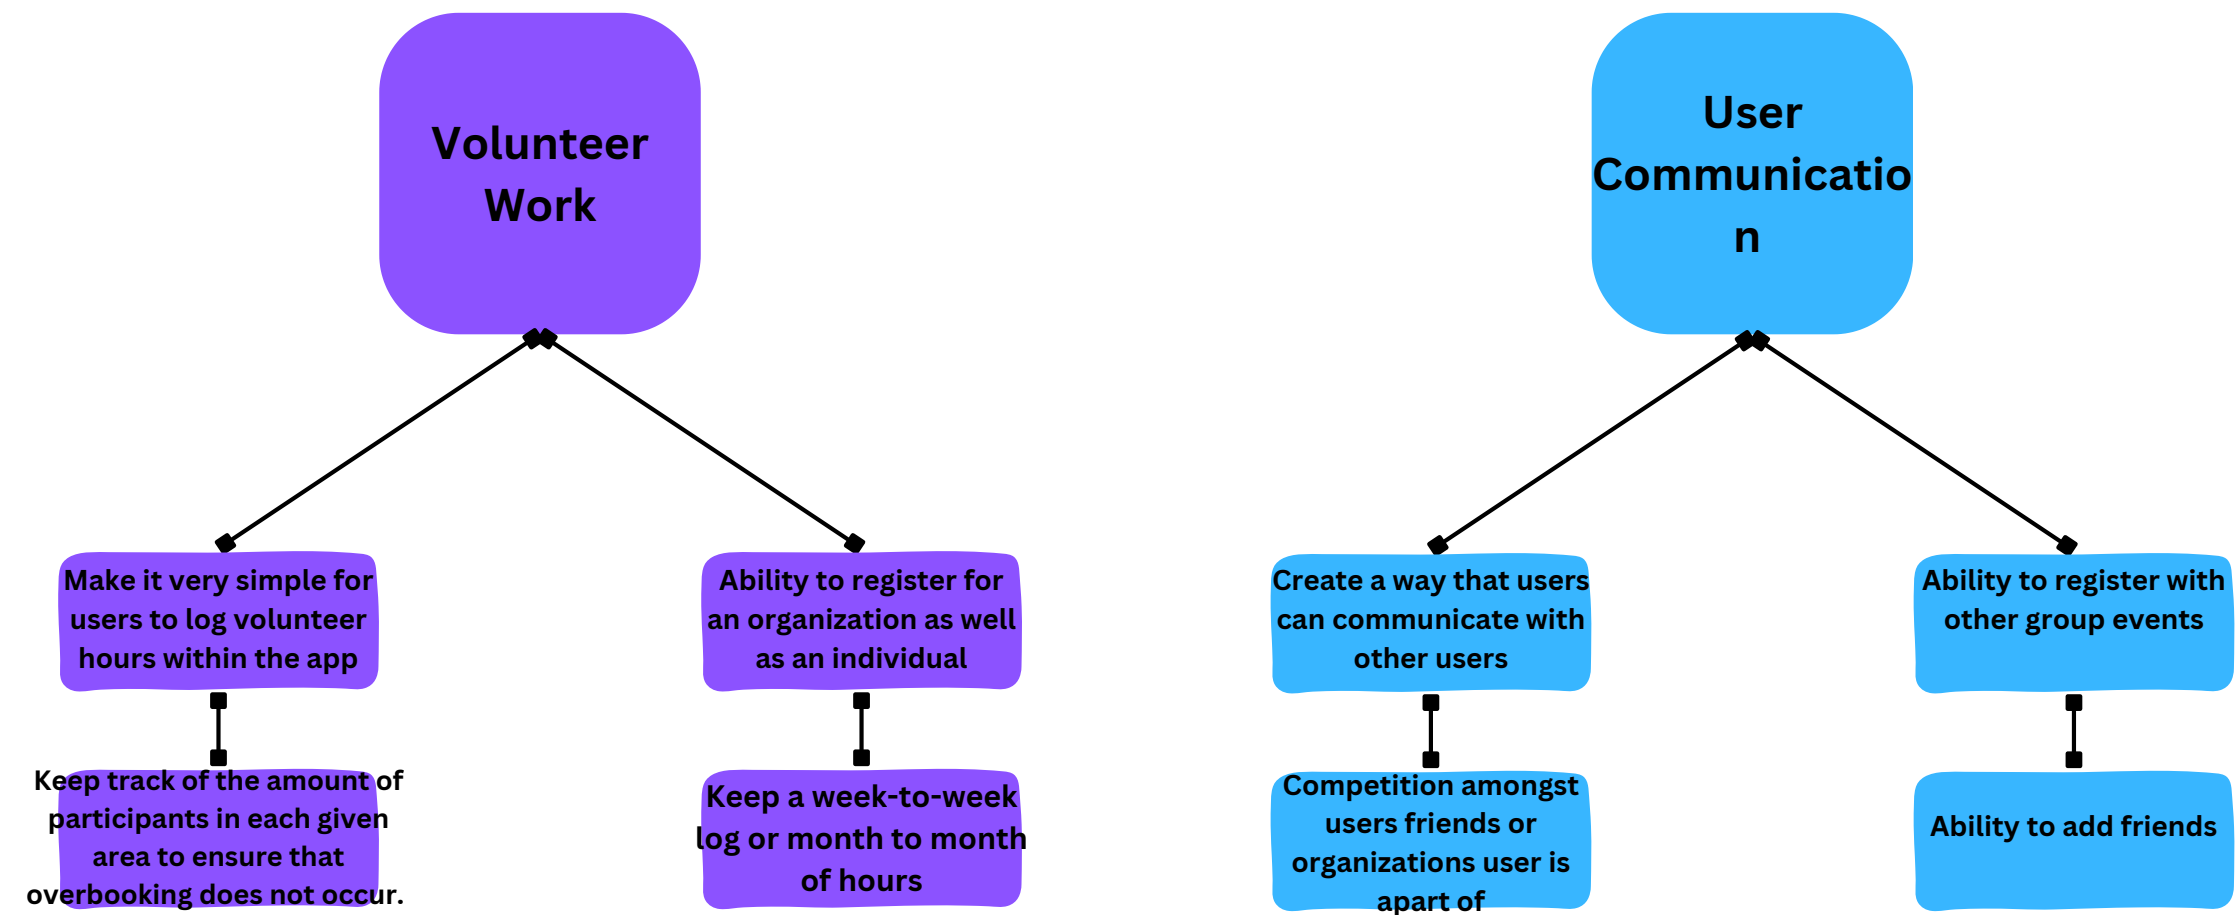 Volunteer
Work
User
Communicatio
n
Make it very simple for
users to log volunteer
hours within the app
Ability to register for
an organization as well
as an individual
Create a way that users
can communicate with
other users
Ability to register with
other group events
Keep track of the amount of
participants in each given
area to ensure that
overbooking does not occur.
Keep a week-to-week
log or month to month
of hours
Competition amongst
users friends or
organizations user is
apart of
Ability to add friends